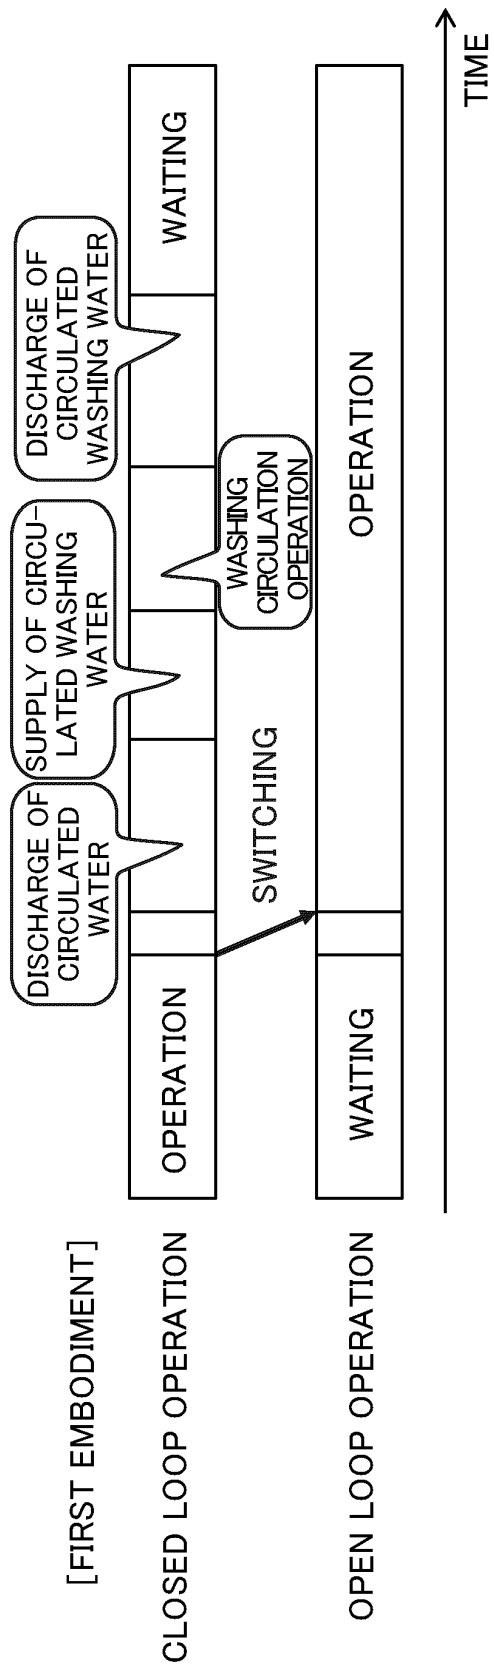 [FIRST EMBODIMENT]
DISCHARGE OF
CIRCULATED
WATER
SUPPLY OF CIRCU-
LATED WASHING
WATER
DISCHARGE OF
CIRCULATED
WASHING WATER
CLOSED LOOP OPERATION
OPERATION
WAITING
SWITCHING
WASHING
CIRCULATION
OPERATION
OPEN LOOP OPERATION
WAITING
OPERATION
TIME